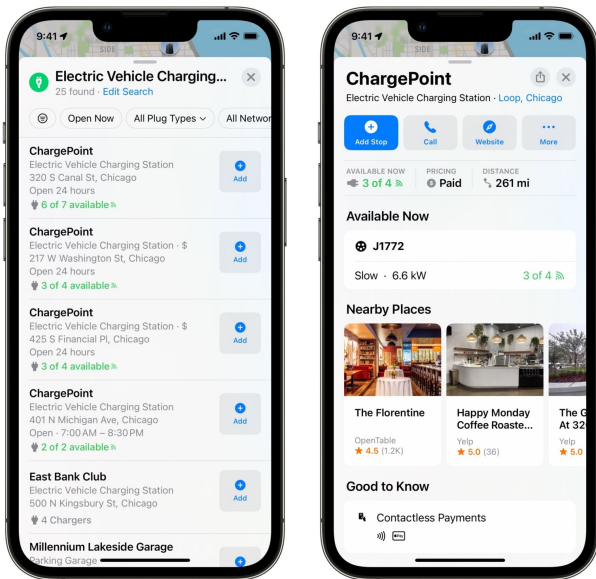 9:41
SIDE
Electric Vehicle Charging...
25 found · Edit Search
Open Now
All Plug Types
All Networ
ChargePoint
Electric Vehicle Charging Station
320 S Canal St, Chicago
Open 24 hours
6 of 7 available
Add
ChargePoint
Electric Vehicle Charging Station · $
217 W Washington St, Chicago
Open 24 hours
3 of 4 available
Add
ChargePoint
Electric Vehicle Charging Station · $
425 S Financial Pl, Chicago
Open 24 hours
3 of 4 available
Add
ChargePoint
Electric Vehicle Charging Station
401 N Michigan Ave, Chicago
Open · 7:00 AM – 8:30 PM
2 of 2 available
Add
East Bank Club
Electric Vehicle Charging Station
500 N Kingsbury St, Chicago
4 Chargers
Add
Millennium Lakeside Garage
Parking Garage
9:41
SIDE
ChargePoint
Electric Vehicle Charging Station · Loop, Chicago
Add Stop
Call
Website
More
AVAILABLE NOW
3 of 4
PRICING
Paid
DISTANCE
261 mi
Available Now
J1772
Slow · 6.6 kW
3 of 4
Nearby Places
The Florentine
OpenTable
4.5 (1.2K)
Happy Monday
Coffee Roaste...
Yelp
5.0 (36)
The G
At 32
Yelp
5.0
Good to Know
Contactless Payments
Pay